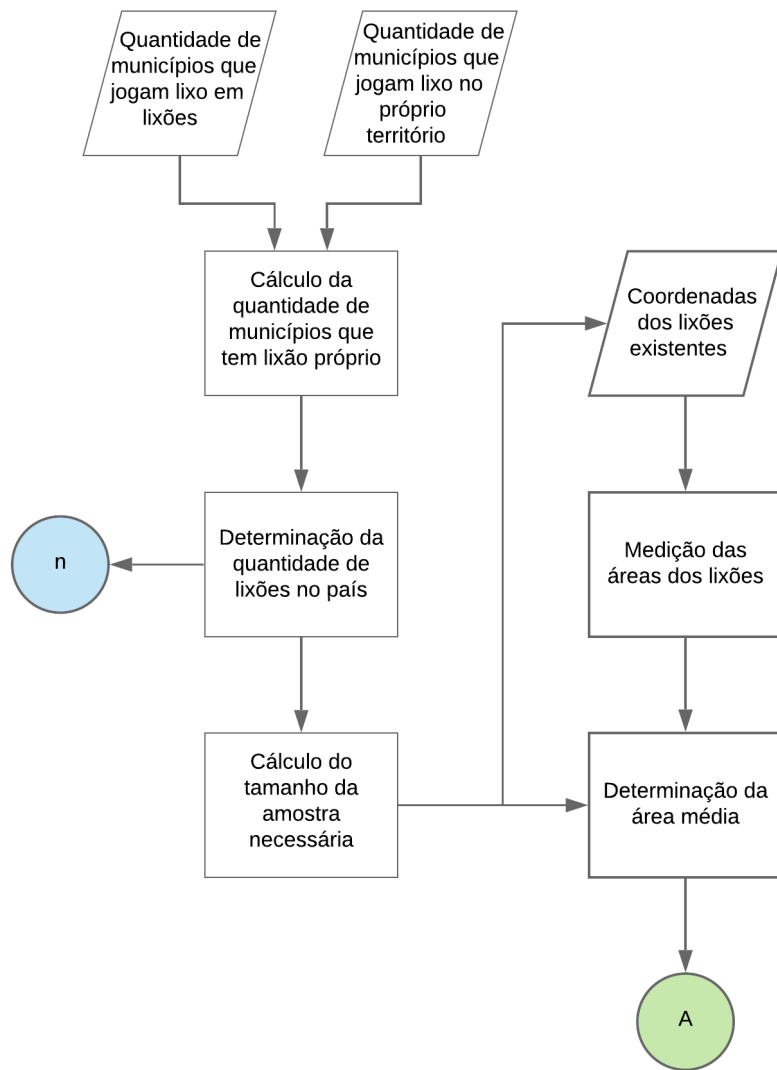 Quantidade de
municípios que
jogam lixo em
lixões
Quantidade de
municípios que
jogam lixo no
próprio
território
Cálculo da
quantidade de
municípios que
tem lixão próprio
Coordenadas
dos lixões
existentes
n
Determinação da
quantidade de
lixões no país
Medição das
áreas dos lixões
Cálculo do
tamanho da
amostra
necessária
Determinação da
área média
A